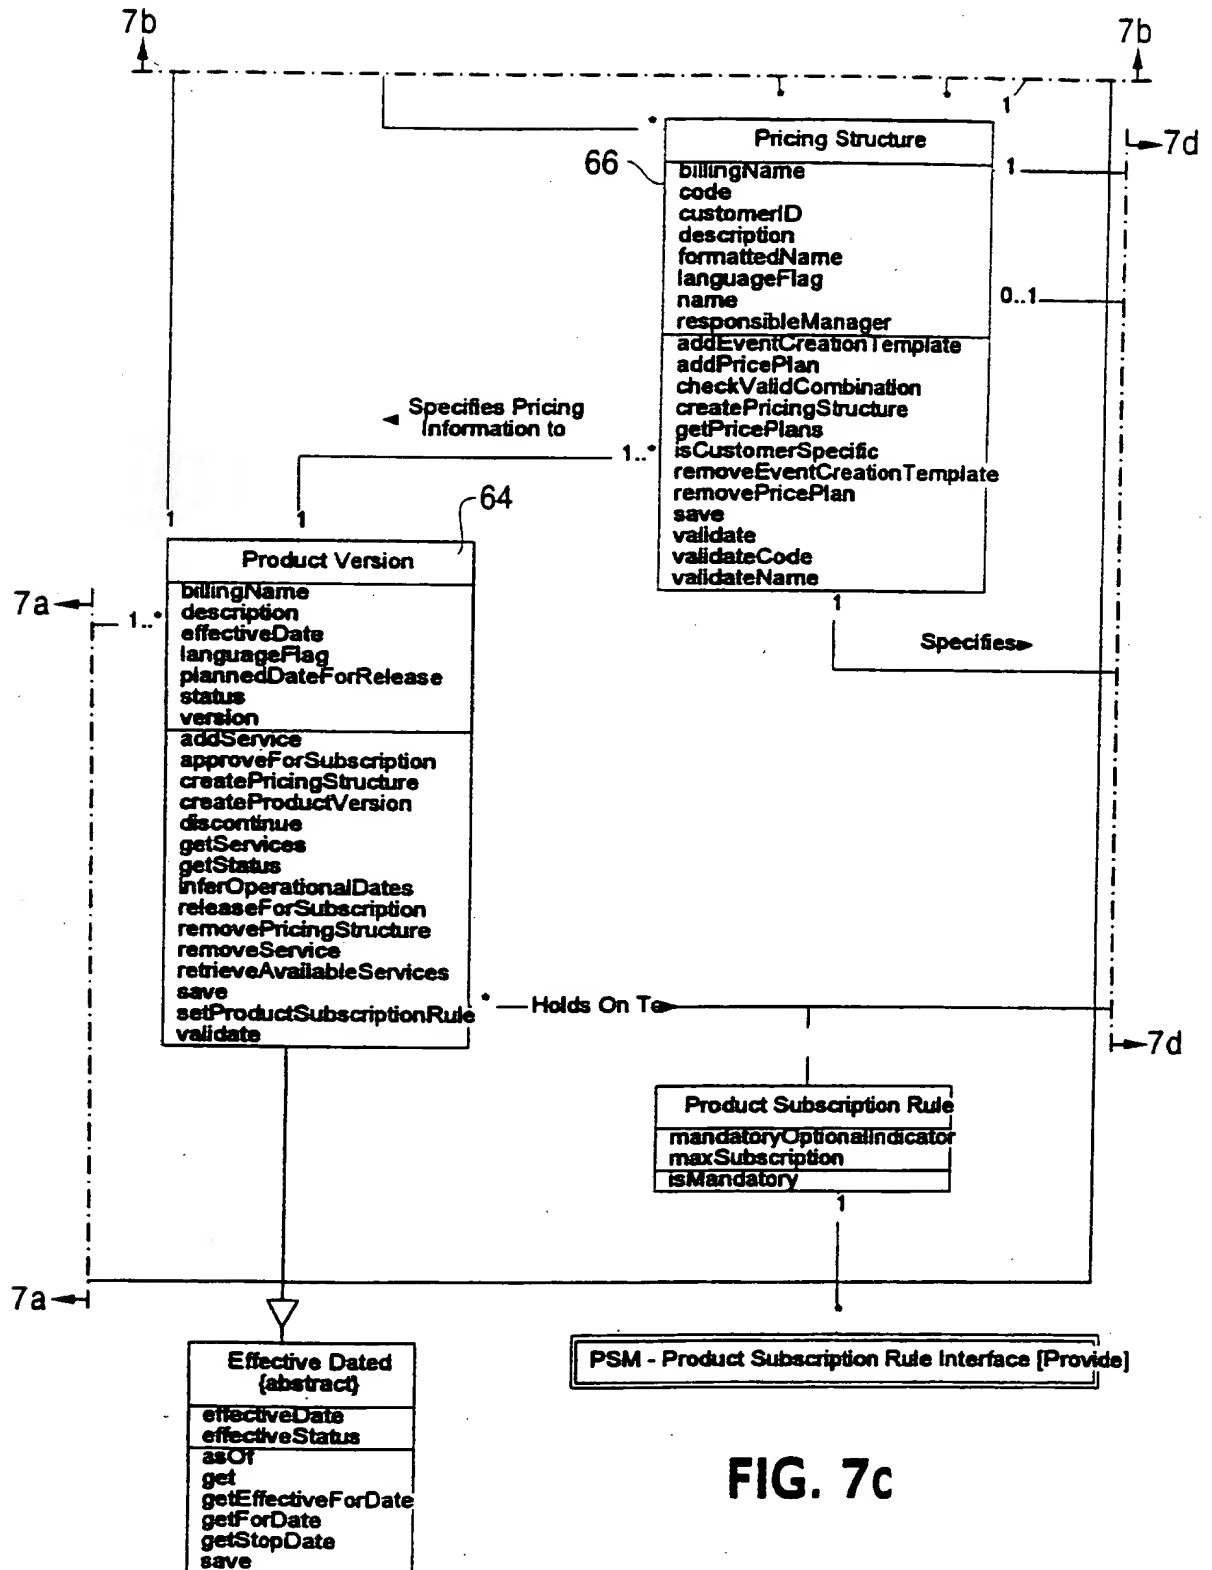 7b
7b
1
*
Pricing Structure
7d
66
billingName
code
customerID
description
formattedName
languageFlag
name
responsibleManager
1
0..1
addEventCreationTemplate
addPricePlan
checkValidCombination
createPricingStructure
getPricePlans
isCustomerSpecific
removeEventCreationTemplate
removePricePlan
save
validate
validateCode
validateName
Specifies Pricing
Information to
1..*
1
1
1
64
Specifies
Product Version
7a
1..*
billingName
description
effectiveDate
languageFlag
plannedDateForRelease
status
version
addService
approveForSubscription
createPricingStructure
createProductVersion
discontinue
getServices
getStatus
inferOperationalDates
releaseForSubscription
removePricingStructure
removeService
retrieveAvailableServices
save
setProductSubscriptionRule
validate
* Holds On To
7d
Product Subscription Rule
mandatoryOptionalIndicator
maxSubscription
isMandatory
1
7a
*
PSM - Product Subscription Rule Interface [Provide]
Effective Dated
{abstract}
effectiveDate
effectiveStatus
asOf
get
getEffectiveForDate
getForDate
getStopDate
save
FIG. 7c